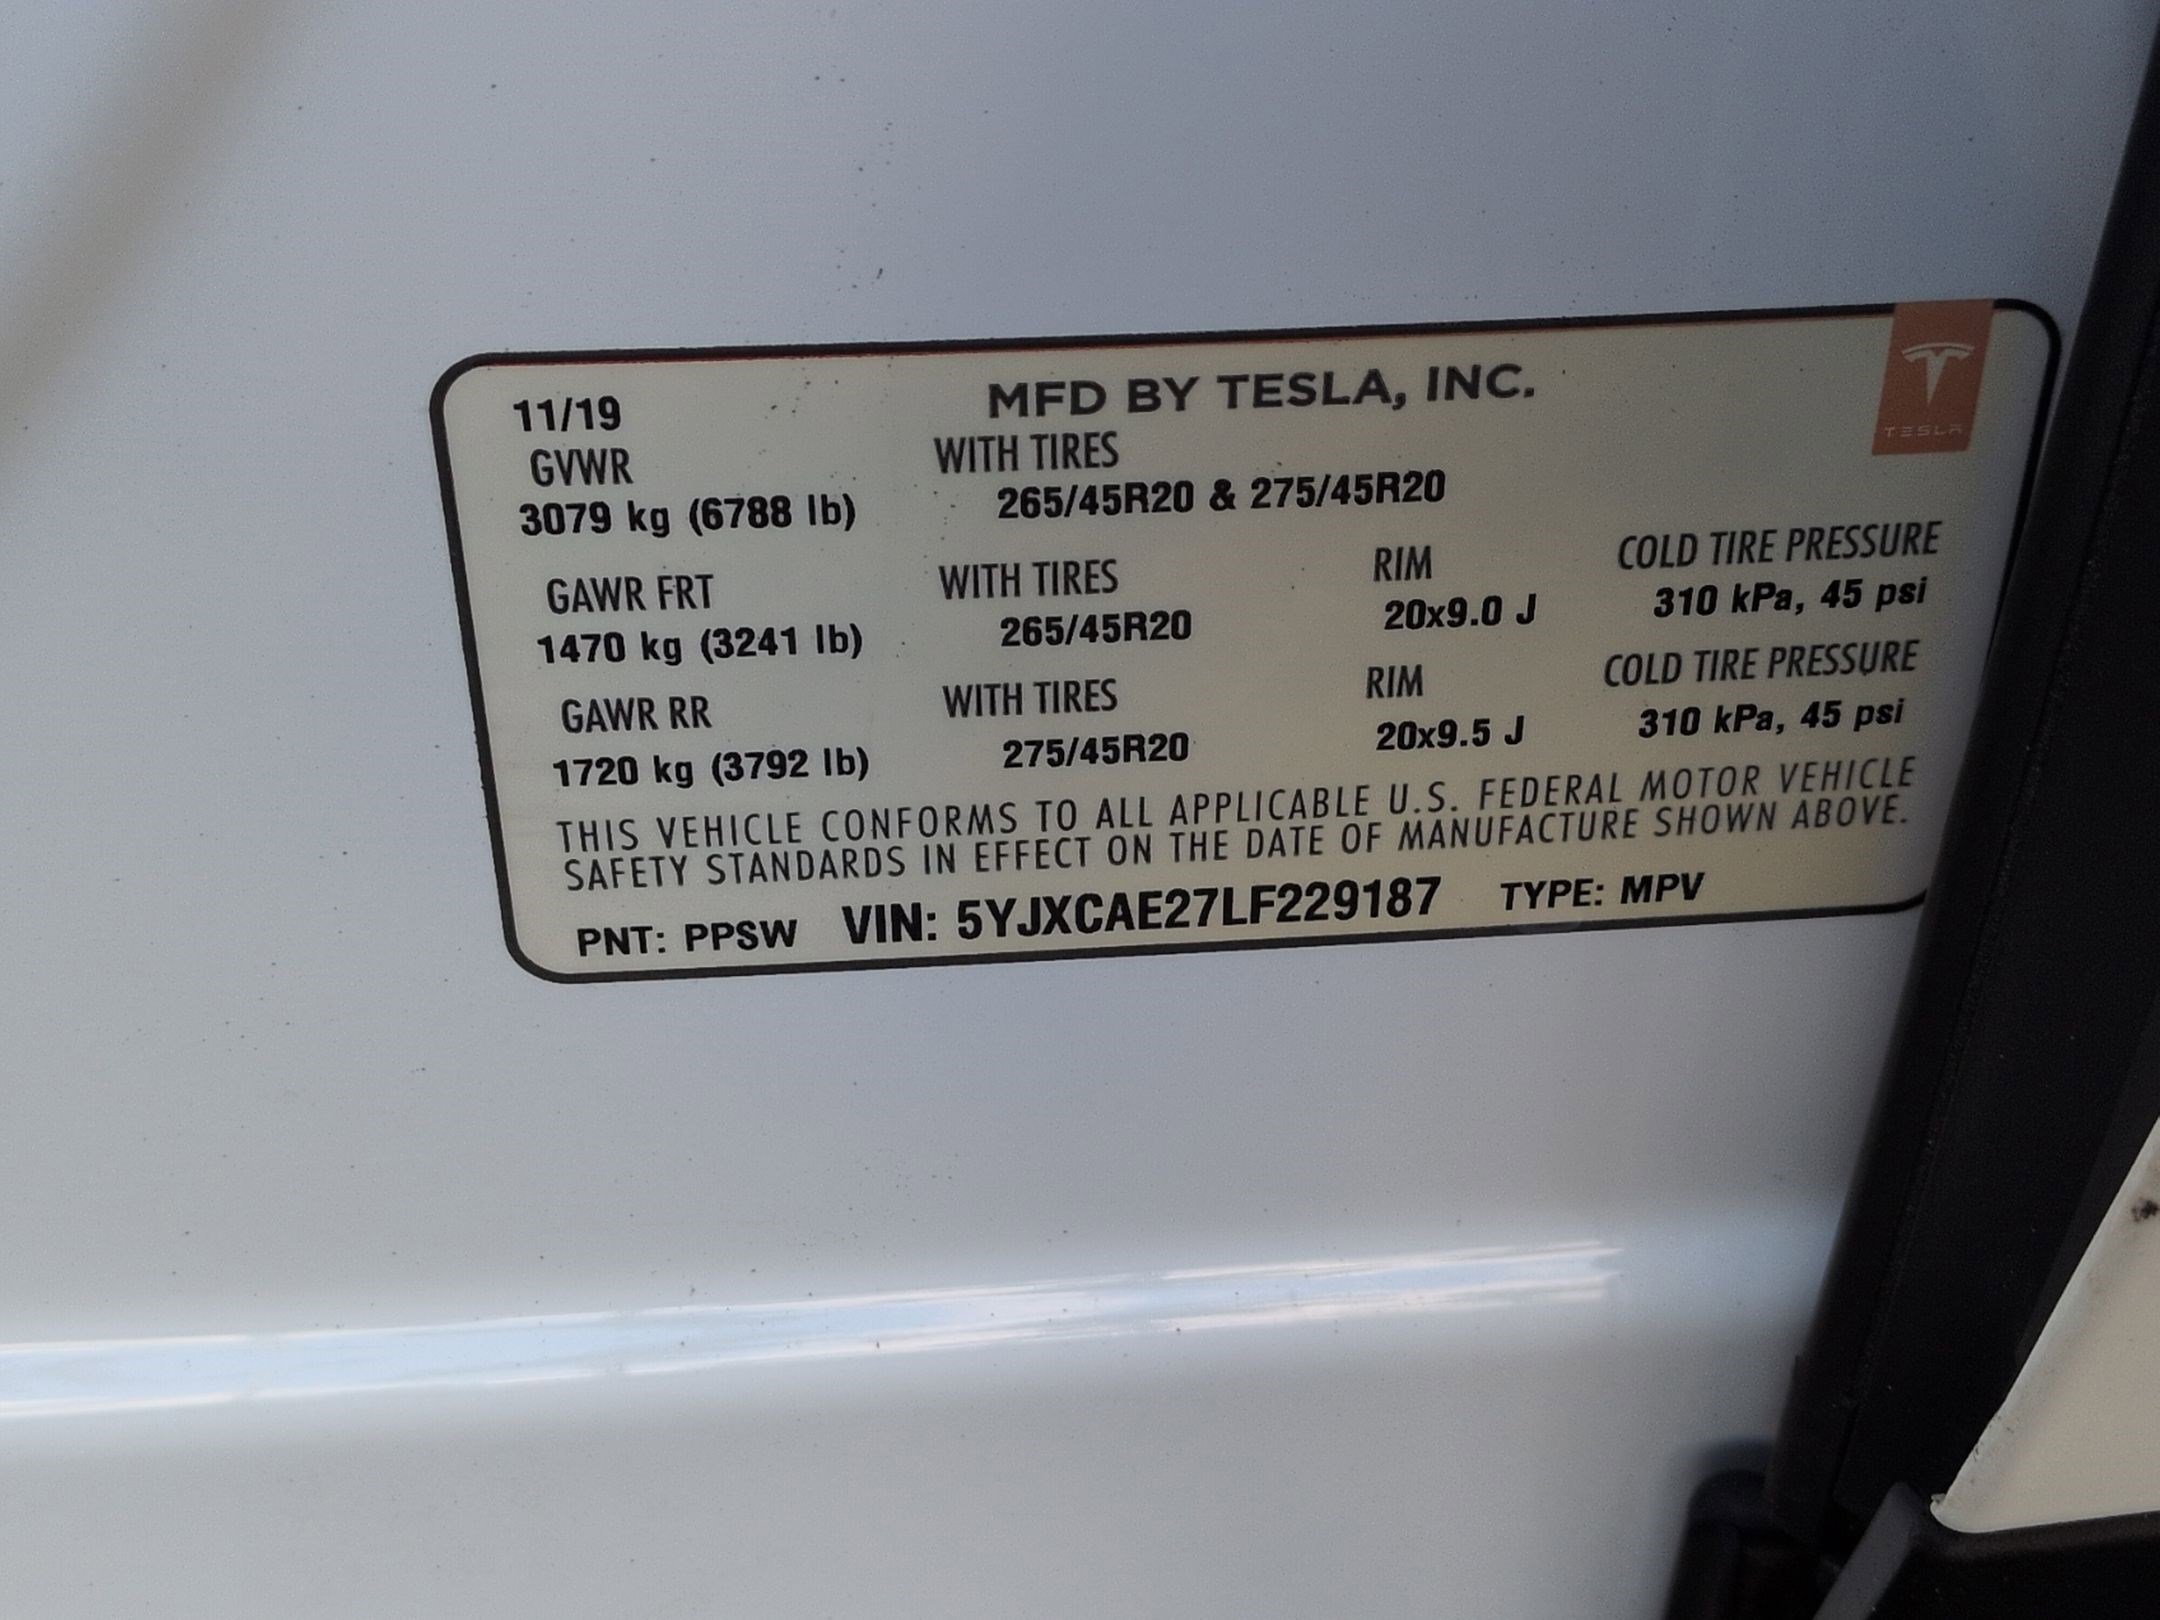 11/19 MFD BY TESLA, INC.
TESLA
GVWR WITH TIRES
3079 kg (6788 lb) 265/45R20 & 275/45R20
GAWR FRT WITH TIRES RIM COLD TIRE PRESSURE
1470 kg (3241 lb) 265/45R20 20x9.0 J 310 kPa, 45 psi
GAWR RR WITH TIRES RIM COLD TIRE PRESSURE
1720 kg (3792 lb) 275/45R20 20x9.5 J 310 kPa, 45 psi
THIS VEHICLE CONFORMS TO ALL APPLICABLE U.S. FEDERAL MOTOR VEHICLE
SAFETY STANDARDS IN EFFECT ON THE DATE OF MANUFACTURE SHOWN ABOVE.
PNT: PPSW VIN: 5YJXCAE27LF229187 TYPE: MPV